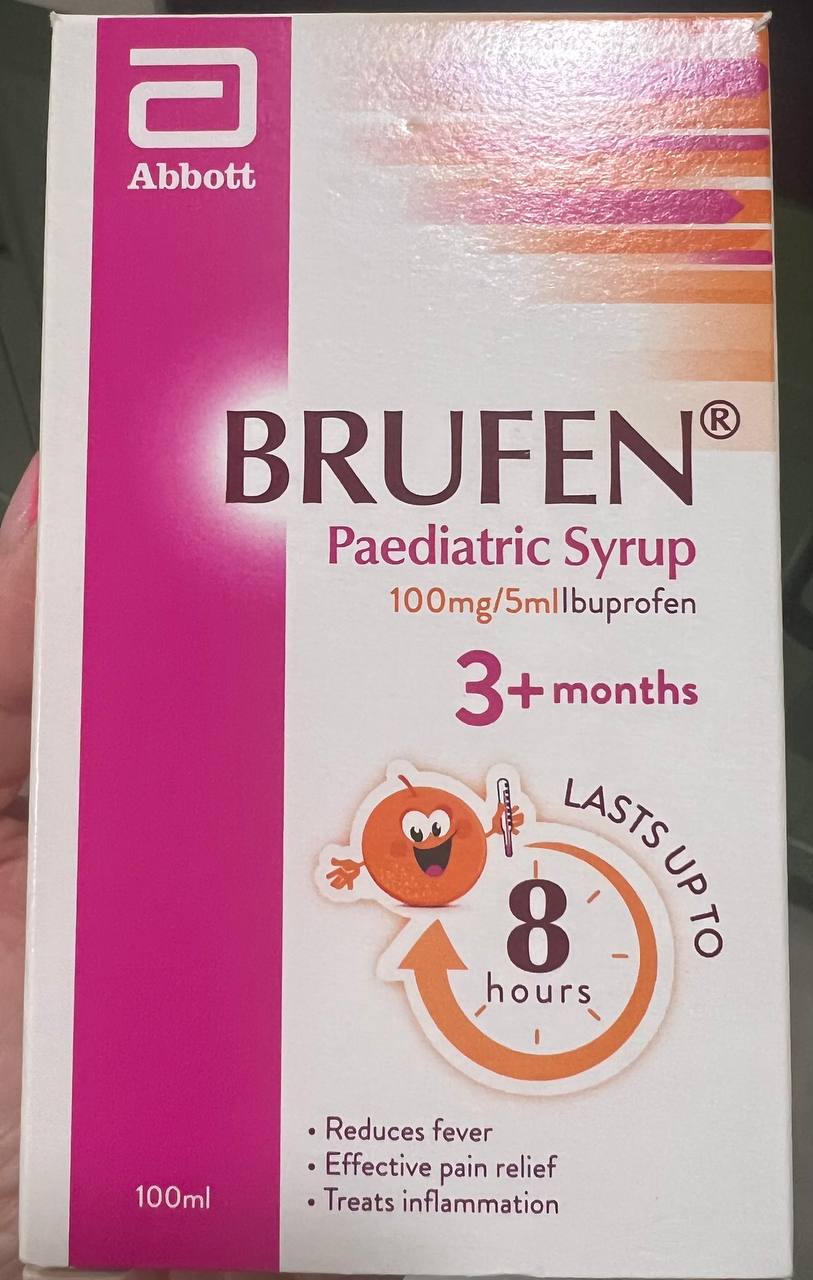 Abbott
BRUFEN®
Paediatric Syrup
100mg/5ml Ibuprofen
3+ months
LASTS UP TO
8
hours
• Reduces fever
• Effective pain relief
• Treats inflammation
100ml